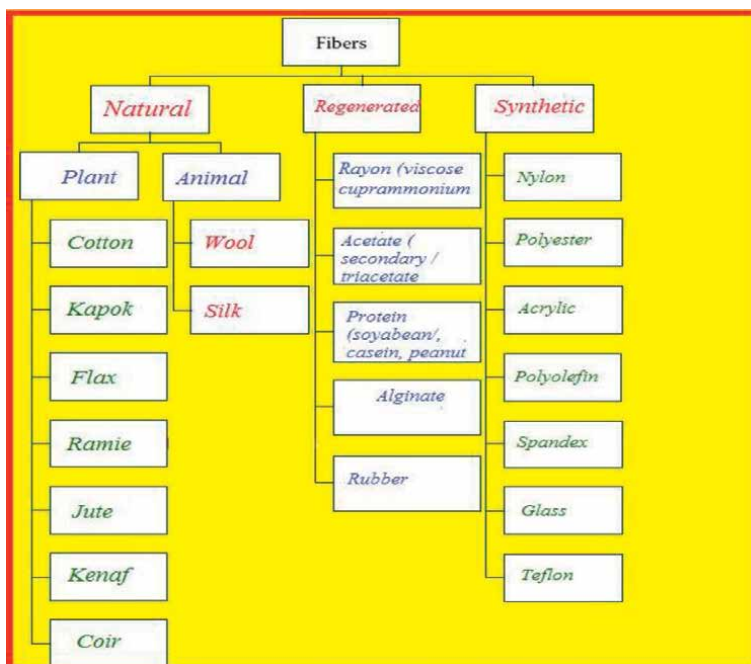 Fibers
Natural
Regenerated
Synthetic
Plant
Animal
Cotton
Kapok
Flax
Ramie
Jute
Kenaf
Coir
Wool
Silk
Rayon (viscose
cuprammonium
Acetate (
secondary /
triacetate
Protein
(soyabean/,
casein, peanut
Alginate
Rubber
Nylon
Polyester
Acrylic
Polyolefin
Spandex
Glass
Teflon